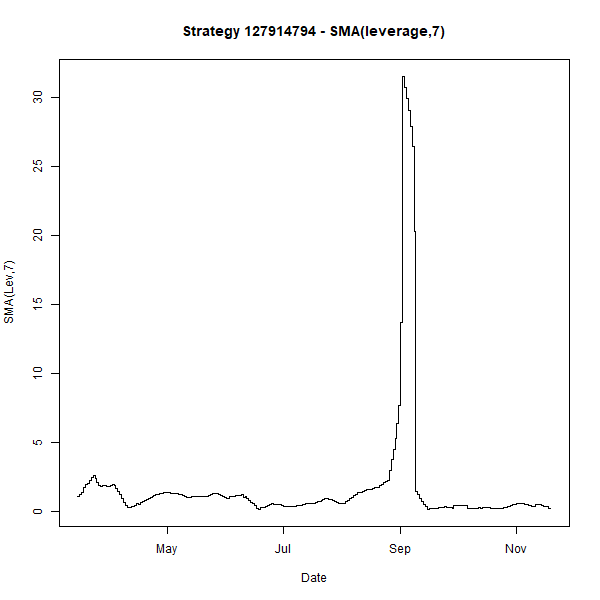 Strategy 127914794 - SMA(leverage,7)
SMA(Lev,7)
30
25
20
15
10
5
0
May
Jul
Sep
Nov
Date